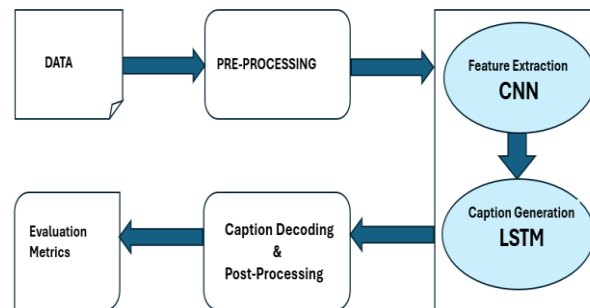 DATA
PRE-PROCESSING
Feature Extraction
CNN
Caption Generation
LSTM
Caption Decoding
&
Post-Processing
Evaluation
Metrics